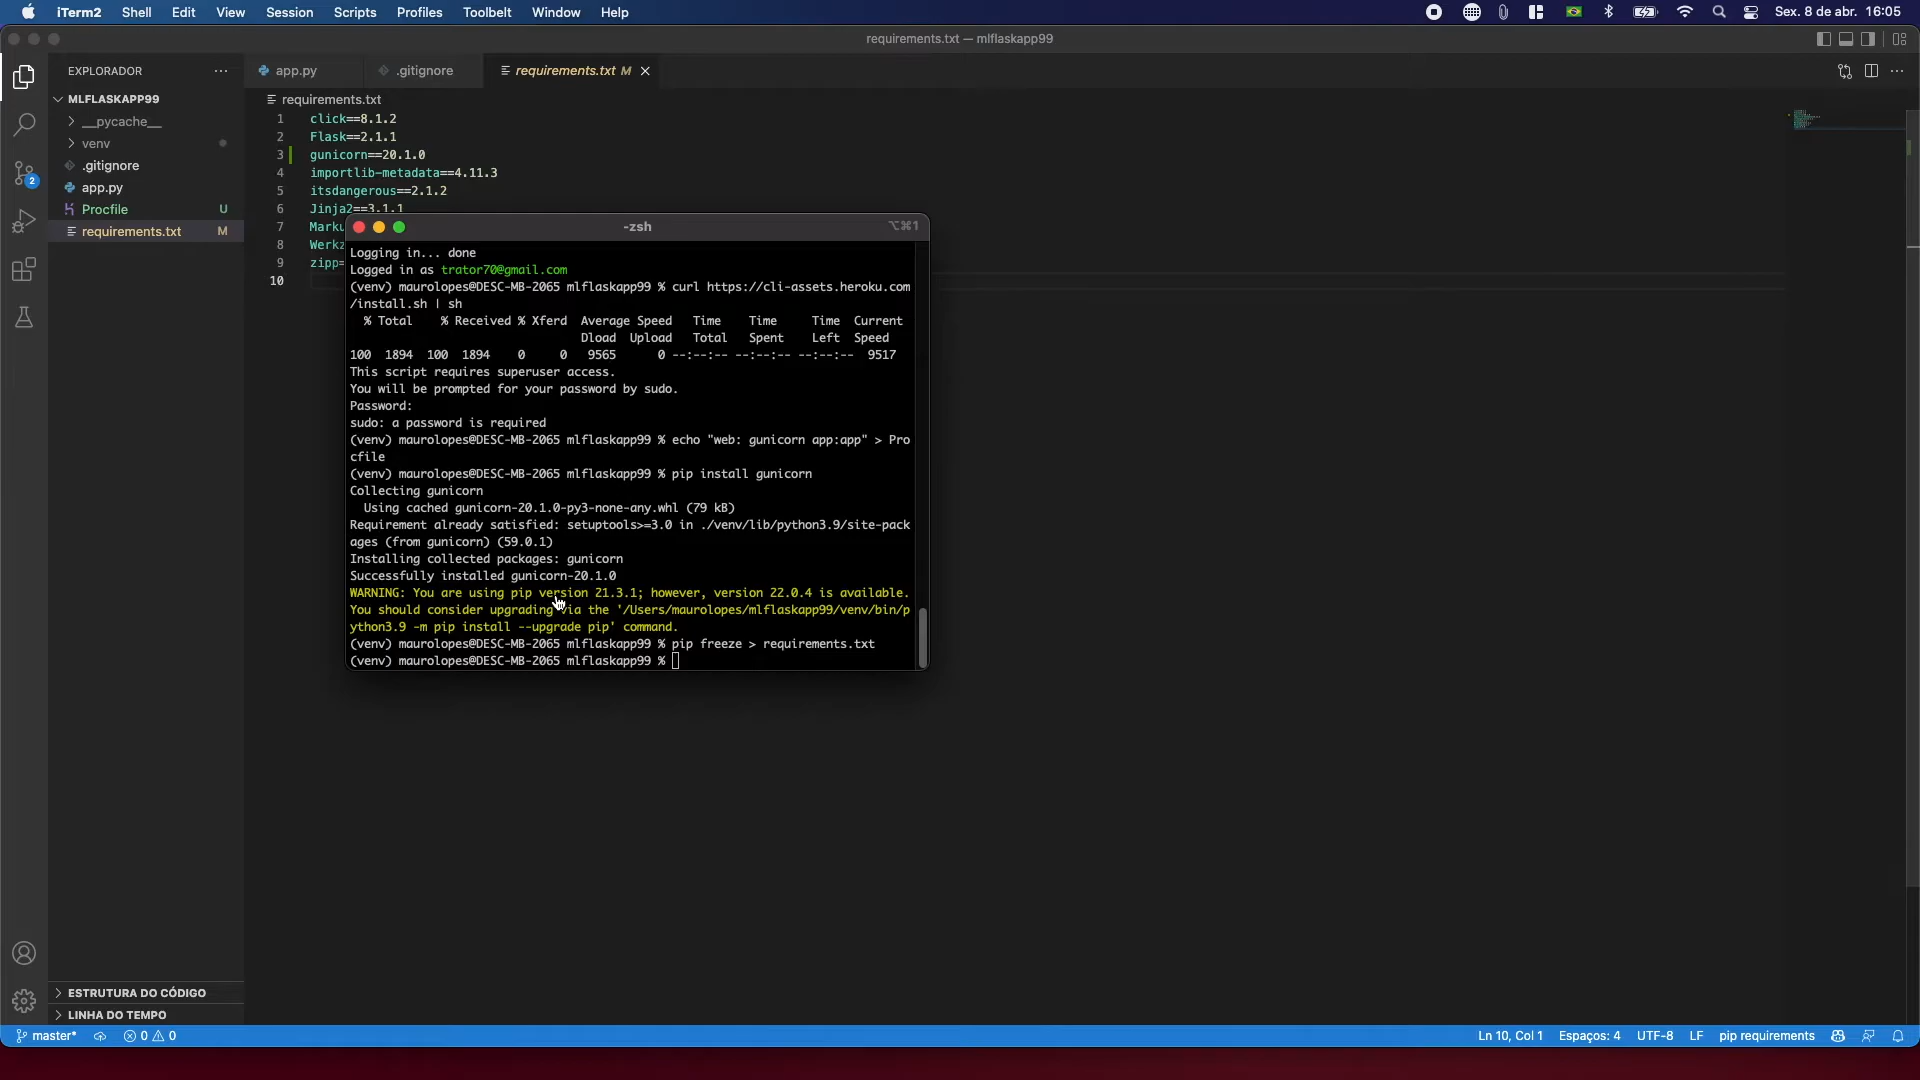 iTerm2 Shell Edit View Session Scripts Profiles Toolbelt Window Help Sex. 8 de abr. 16:05
requirements.txt — mlflaskapp99
EXPLORADOR
app.py .gitignore requirements.txt M
MLFLASKAPP99
__pycache__
venv
.gitignore
app.py
Procfile U
requirements.txt M
2
requirements.txt
1 click==8.1.2
2 Flask==2.1.1
3 gunicorn==20.1.0
4 importlib-metadata==4.11.3
5 itsdangerous==2.1.2
6 Jinja2==3.1.1
7 Marku
8 Werkz
9 zipp=
10
-zsh ⌥⌘1
Logging in... done
Logged in as trator70@gmail.com
(venv) maurolopes@DESC-MB-2065 mlflaskapp99 % curl https://cli-assets.heroku.com
/install.sh | sh
% Total % Received % Xferd Average Speed Time Time Time Current
Dload Upload Total Spent Left Speed
100 1894 100 1894 0 0 9565 0 --:--:-- --:--:-- --:--:-- 9517
This script requires superuser access.
You will be prompted for your password by sudo.
Password:
sudo: a password is required
(venv) maurolopes@DESC-MB-2065 mlflaskapp99 % echo "web: gunicorn app:app" > Pro
cfile
(venv) maurolopes@DESC-MB-2065 mlflaskapp99 % pip install gunicorn
Collecting gunicorn
Using cached gunicorn-20.1.0-py3-none-any.whl (79 kB)
Requirement already satisfied: setuptools>=3.0 in ./venv/lib/python3.9/site-pack
ages (from gunicorn) (59.0.1)
Installing collected packages: gunicorn
Successfully installed gunicorn-20.1.0
WARNING: You are using pip version 21.3.1; however, version 22.0.4 is available.
You should consider upgrading via the '/Users/maurolopes/mlflaskapp99/venv/bin/p
ython3.9 -m pip install --upgrade pip' command.
(venv) maurolopes@DESC-MB-2065 mlflaskapp99 % pip freeze > requirements.txt
(venv) maurolopes@DESC-MB-2065 mlflaskapp99 %
ESTRUTURA DO CÓDIGO
LINHA DO TEMPO
master* 0 0 Ln 10, Col 1 Espaços: 4 UTF-8 LF pip requirements